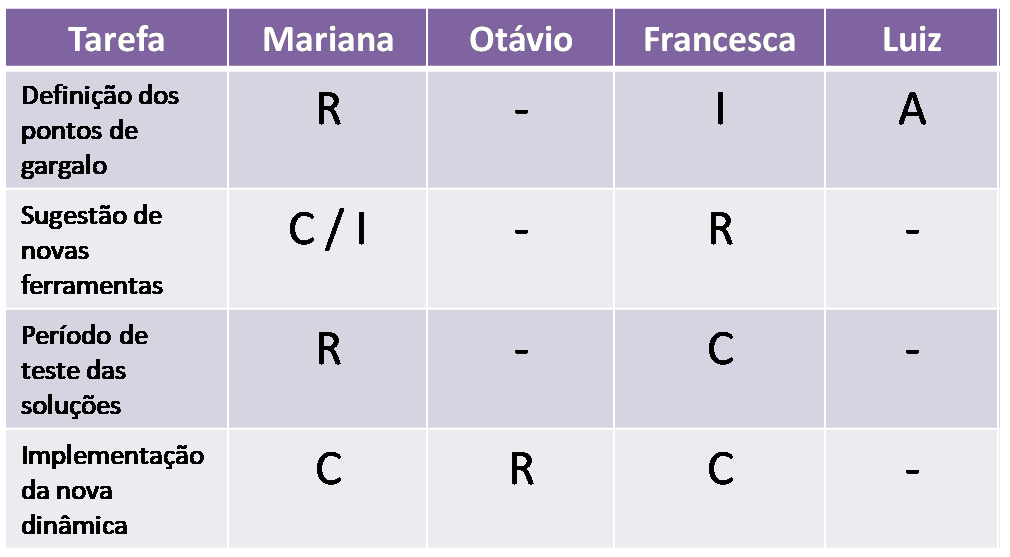 Tarefa Mariana Otávio Francesca Luiz
Definição dos
pontos de
gargalo
R - I A
Sugestão de
novas
ferramentas
C / I - R -
Período de
teste das
soluções
R - C -
Implementação
da nova
dinâmica
C R C -